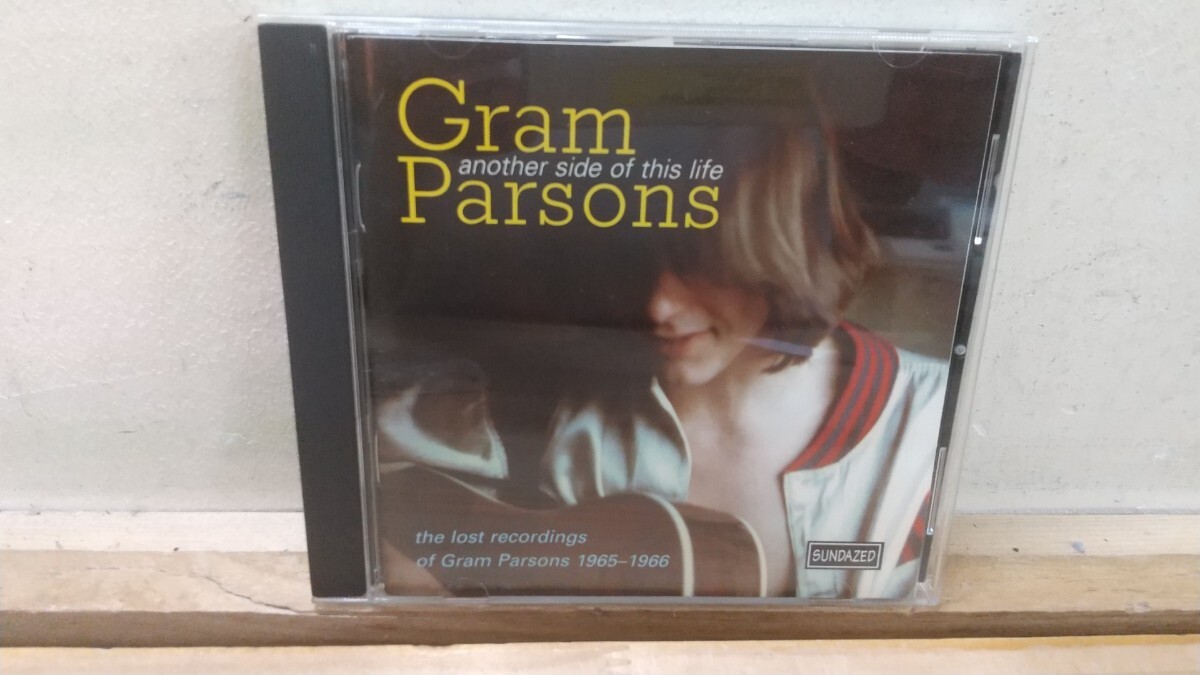 Gram
another side of this life
Parsons
the lost recordings
of Gram Parsons 1965–1966
SUNDAZED